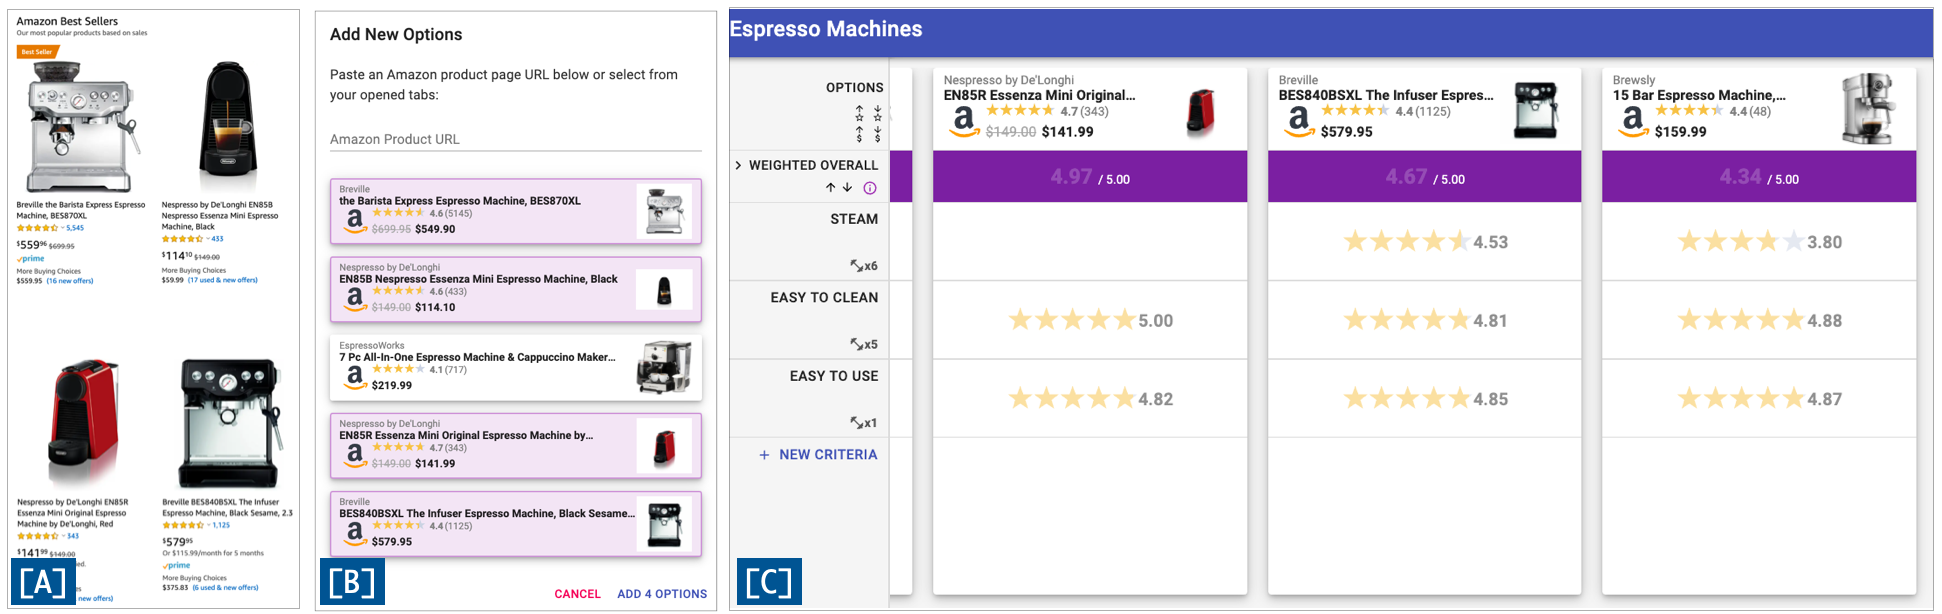 Amazon Best Sellers
Our most popular products based on sales
Best Seller
Breville the Barista Express Espresso
Machine, BES870XL
5,545
$559.96 $699.95
prime
More Buying Choices
$559.95 (16 new offers)
Nespresso by De'Longhi EN85B
Nespresso Essenza Mini Espresso
Machine, Black
433
$114.10 $149.00
More Buying Choices
$59.99 (17 used & new offers)
Nespresso by De'Longhi EN85R
Essenza Mini Original Espresso
Machine by De'Longhi, Red
343
$141.99 $149.00
new offers)
Breville BES840BSXL The Infuser
Espresso Machine, Black Sesame, 2.3
1,125
$579.95
Or $115.99/month for 5 months
prime
More Buying Choices
$375.83 (6 used & new offers)
[A]
Add New Options
Paste an Amazon product page URL below or select from
your opened tabs:
Amazon Product URL
Breville
the Barista Express Espresso Machine, BES870XL
a 4.6 (5145)
$699.95 $549.90
Nespresso by De'Longhi
EN85B Nespresso Essenza Mini Espresso Machine, Black
a 4.6 (433)
$149.00 $114.10
EspressoWorks
7 Pc All-In-One Espresso Machine & Cappuccino Maker...
a 4.1 (717)
$219.99
Nespresso by De'Longhi
EN85R Essenza Mini Original Espresso Machine by...
a 4.7 (343)
$149.00 $141.99
Breville
BES840BSXL The Infuser Espresso Machine, Black Sesame...
a 4.4 (1125)
$579.95
[B]
CANCEL ADD 4 OPTIONS
Espresso Machines
OPTIONS
Nespresso by De'Longhi
EN85R Essenza Mini Original...
a 4.7 (343)
$149.00 $141.99
Breville
BES840BSXL The Infuser Espres...
a 4.4 (1125)
$579.95
Brewsly
15 Bar Espresso Machine,...
a 4.4 (48)
$159.99
> WEIGHTED OVERALL
4.97 / 5.00
4.67 / 5.00
4.34 / 5.00
STEAM
x6
4.53
3.80
EASY TO CLEAN
x5
5.00
4.81
4.88
EASY TO USE
x1
4.82
4.85
4.87
+ NEW CRITERIA
[C]